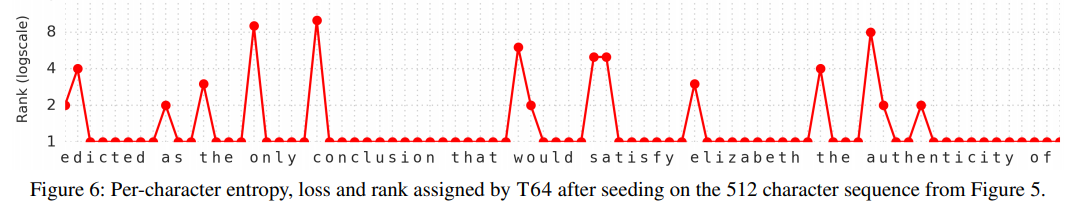 Rank (logscale)
8
4
2
1
edicted as the only conclusion that would satisfy elizabeth the authenticity of
Figure 6: Per-character entropy, loss and rank assigned by T64 after seeding on the 512 character sequence from Figure 5.